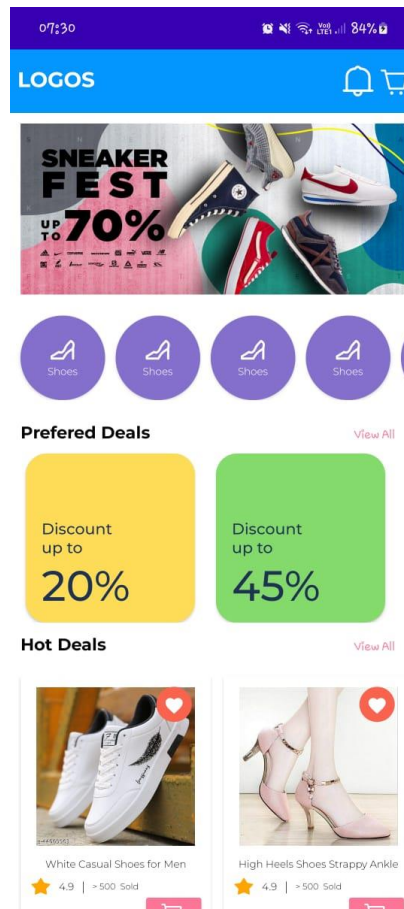 07:30
84%
LOGOS
SNEAKER
FEST
UP
TO 70%
Shoes
Shoes
Shoes
Shoes
Prefered Deals
View All
Discount
up to
20%
Discount
up to
45%
Hot Deals
View All
White Casual Shoes for Men
High Heels Shoes Strappy Ankle
4.9 | > 500 Sold
4.9 | > 500 Sold